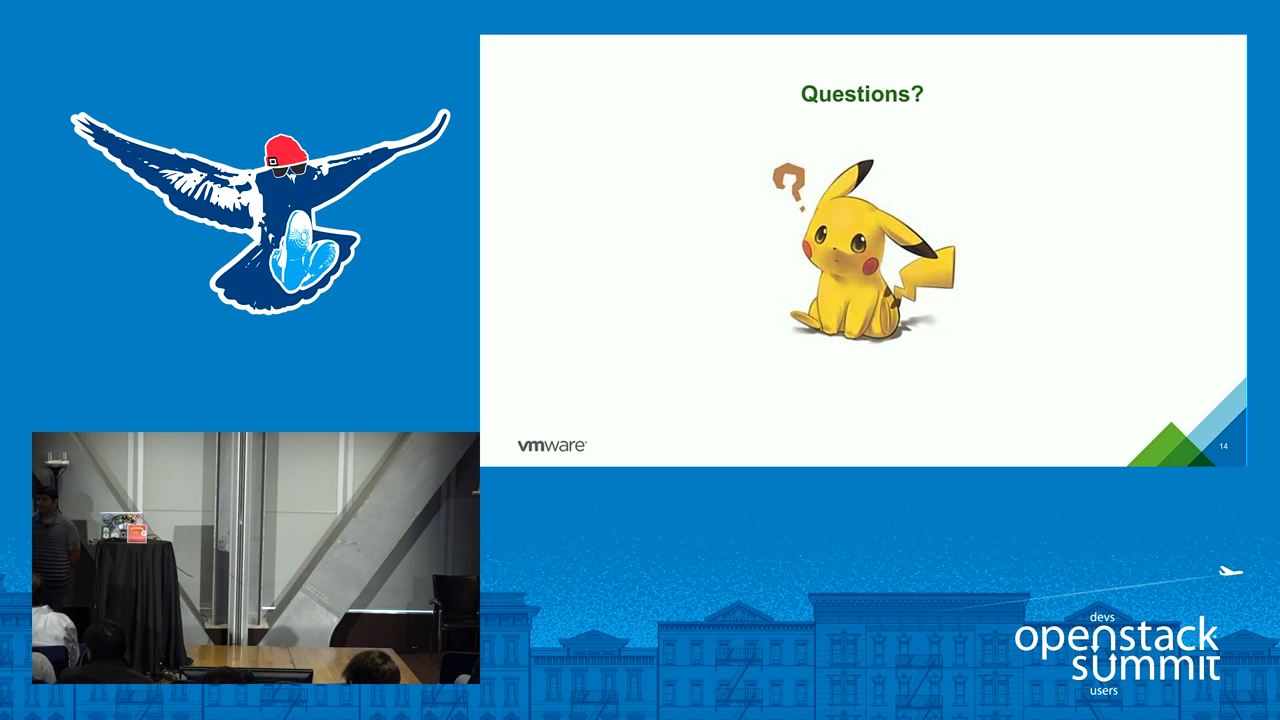 Questions?
?
vmware
14
devs
openstack
summit
users